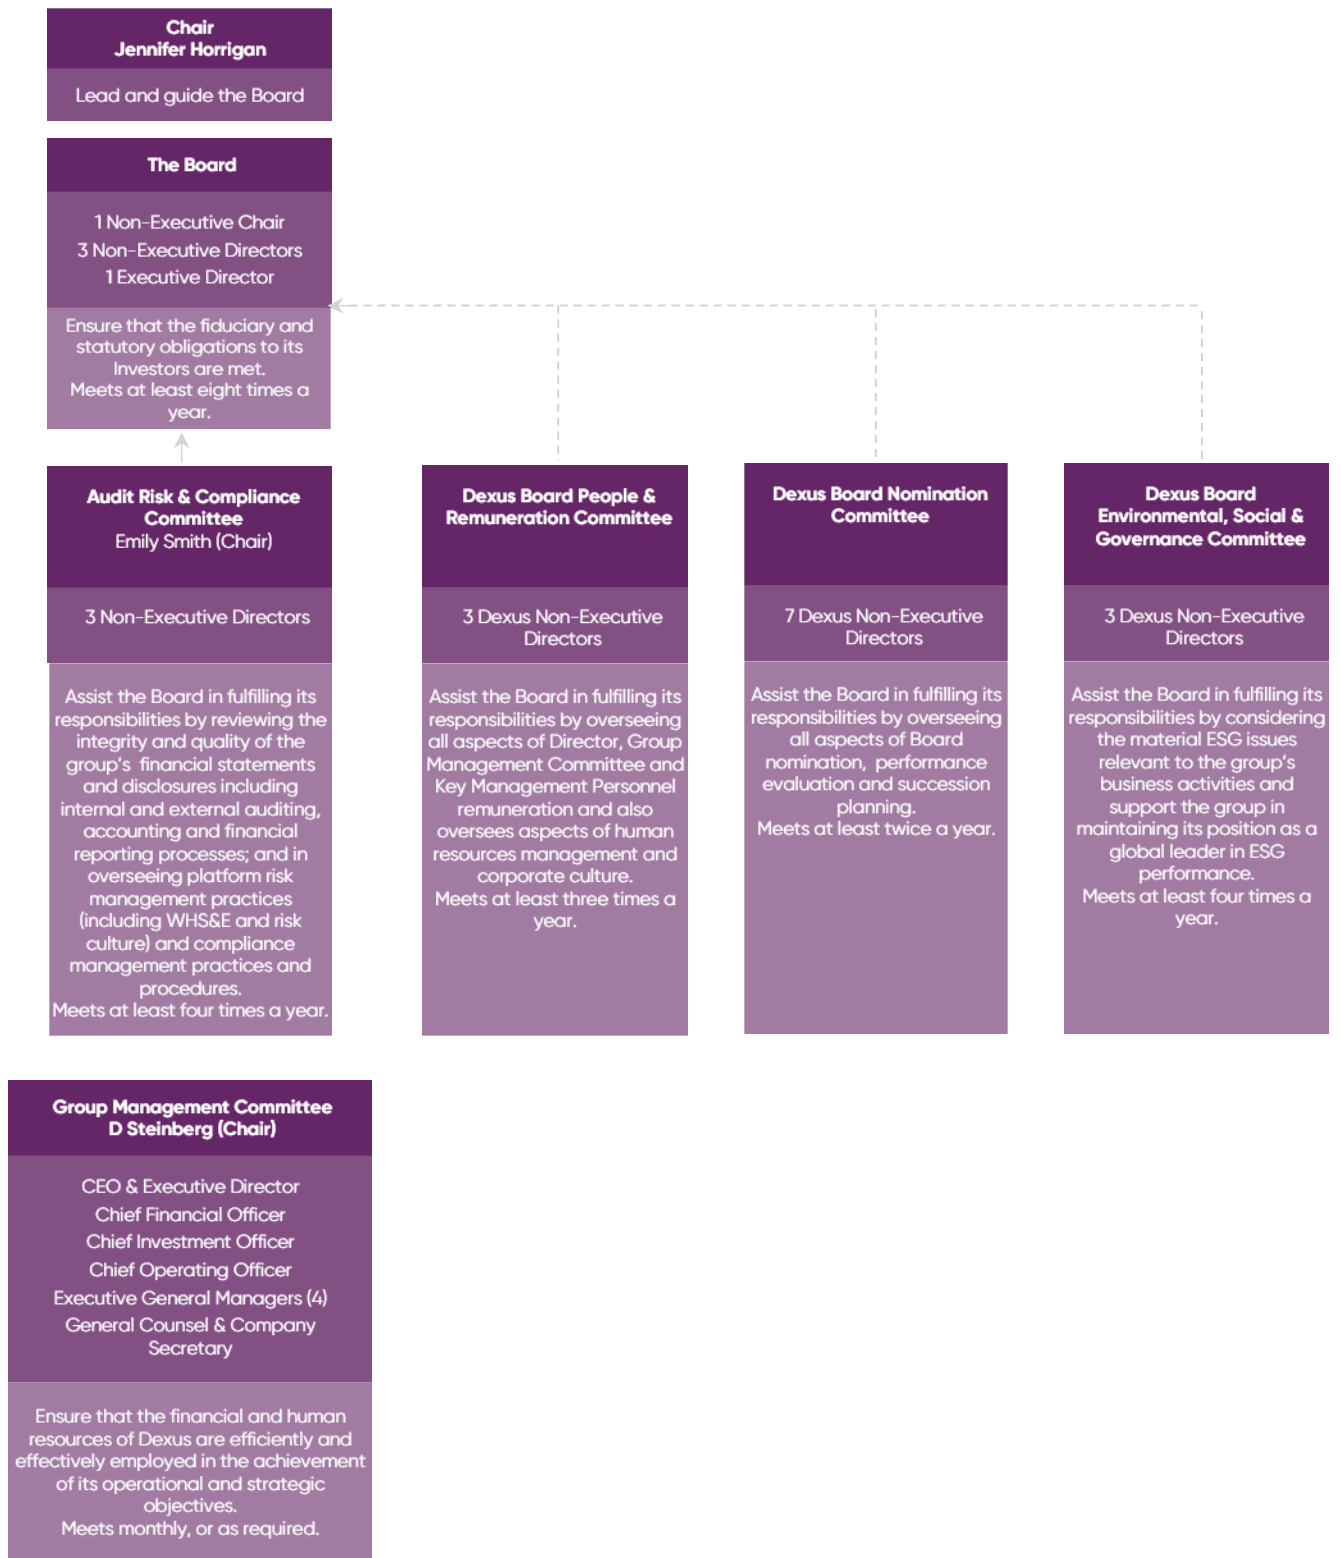 Chair
Jennifer Horrigan
Lead and guide the Board
The Board
1 Non-Executive Chair
3 Non-Executive Directors
1 Executive Director
Ensure that the fiduciary and
statutory obligations to its
Investors are met.
Meets at least eight times a
year.
Audit Risk & Compliance
Committee
Emily Smith (Chair)
3 Non-Executive Directors
Assist the Board in fulfilling its
responsibilities by reviewing the
integrity and quality of the
group's financial statements
and disclosures including
internal and external auditing,
accounting and financial
reporting processes; and in
overseeing platform risk
management practices
(including WHS&E and risk
culture) and compliance
management practices and
procedures.
Meets at least four times a year.
Dexus Board People &
Remuneration Committee
3 Dexus Non-Executive
Directors
Assist the Board in fulfilling its
responsibilities by overseeing
all aspects of Director, Group
Management Committee and
Key Management Personnel
remuneration and also
oversees aspects of human
resources management and
corporate culture.
Meets at least three times a
year.
Dexus Board Nomination
Committee
7 Dexus Non-Executive
Directors
Assist the Board in fulfilling its
responsibilities by overseeing
all aspects of Board
nomination, performance
evaluation and succession
planning.
Meets at least twice a year.
Dexus Board
Environmental, Social &
Governance Committee
3 Dexus Non-Executive
Directors
Assist the Board in fulfilling its
responsibilities by considering
the material ESG issues
relevant to the group's
business activities and
support the group in
maintaining its position as a
global leader in ESG
performance.
Meets at least four times a
year.
Group Management Committee
D Steinberg (Chair)
CEO & Executive Director
Chief Financial Officer
Chief Investment Officer
Chief Operating Officer
Executive General Managers (4)
General Counsel & Company
Secretary
Ensure that the financial and human
resources of Dexus are efficiently and
effectively employed in the achievement
of its operational and strategic
objectives.
Meets monthly, or as required.